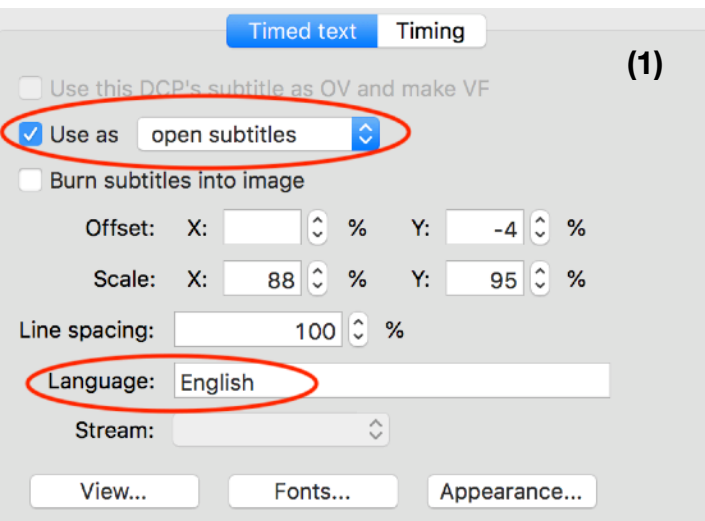 Timed text Timing
(1)
Use this DCP's subtitle as OV and make VF
Use as open subtitles
Burn subtitles into image
Offset: X: % Y: -4 %
Scale: X: 88 % Y: 95 %
Line spacing: 100 %
Language: English
Stream:
View... Fonts... Appearance...